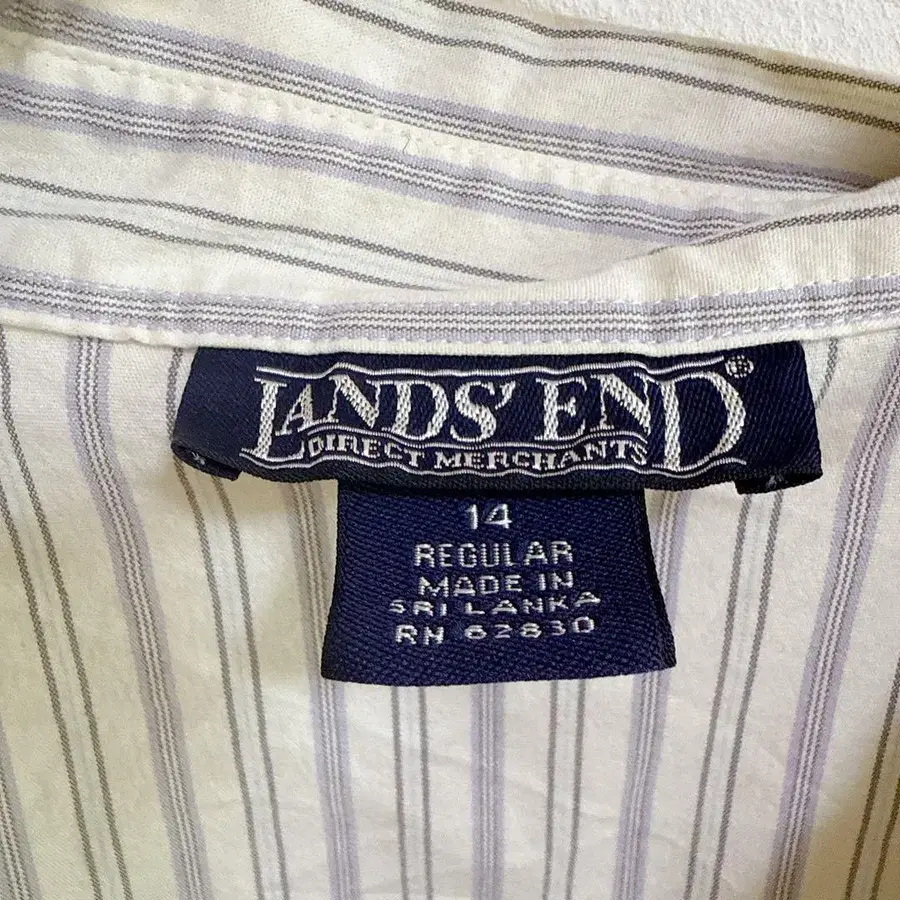 LANDS' END®
DIRECT MERCHANTS
14
REGULAR
MADE IN
SRI LANKA
RN 62830